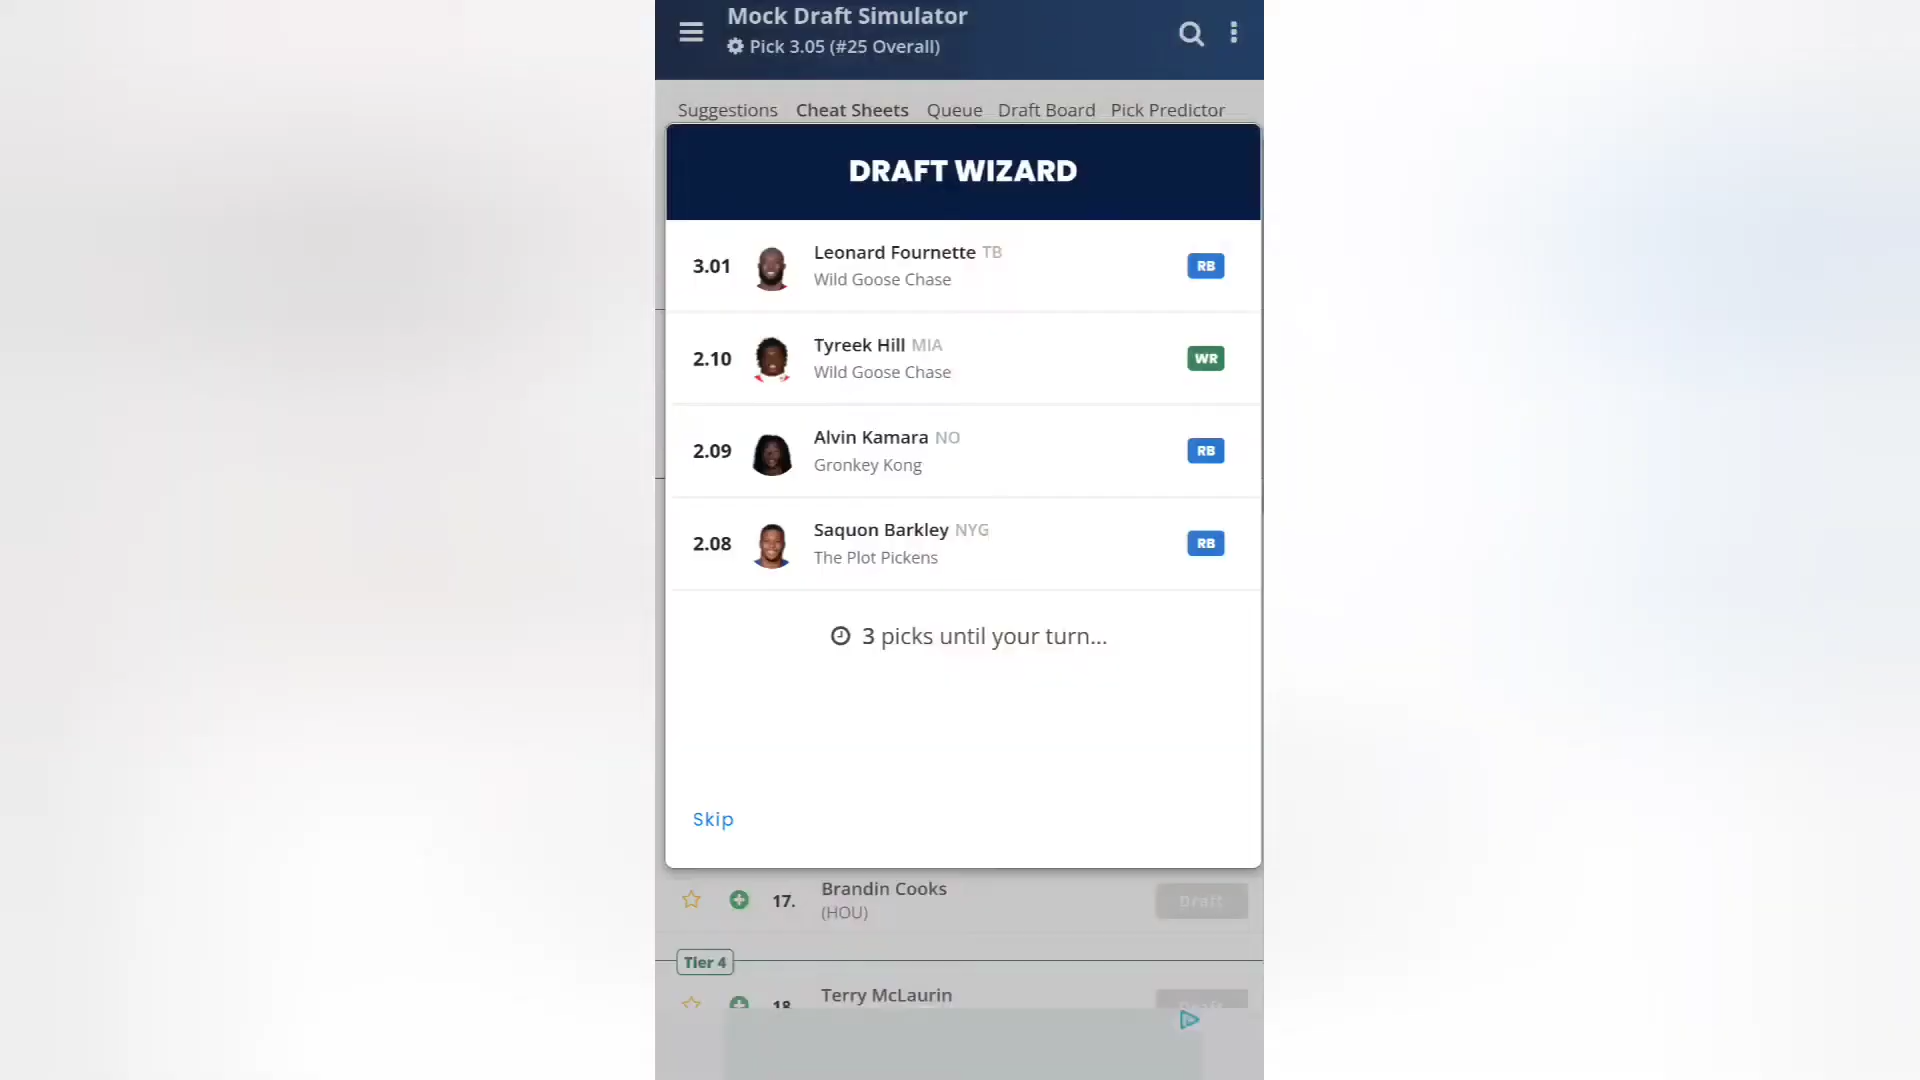 Mock Draft Simulator
Pick 3.05 (#25 Overall)
Suggestions Cheat Sheets Queue Draft Board Pick Predictor
DRAFT WIZARD
3.01 Leonard Fournette TB RB
Wild Goose Chase
2.10 Tyreek Hill MIA WR
Wild Goose Chase
2.09 Alvin Kamara NO RB
Gronkey Kong
2.08 Saquon Barkley NYG RB
The Plot Pickens
3 picks until your turn...
Skip
17. Brandin Cooks Draft
(HOU)
Tier 4
18 Terry McLaurin Draft